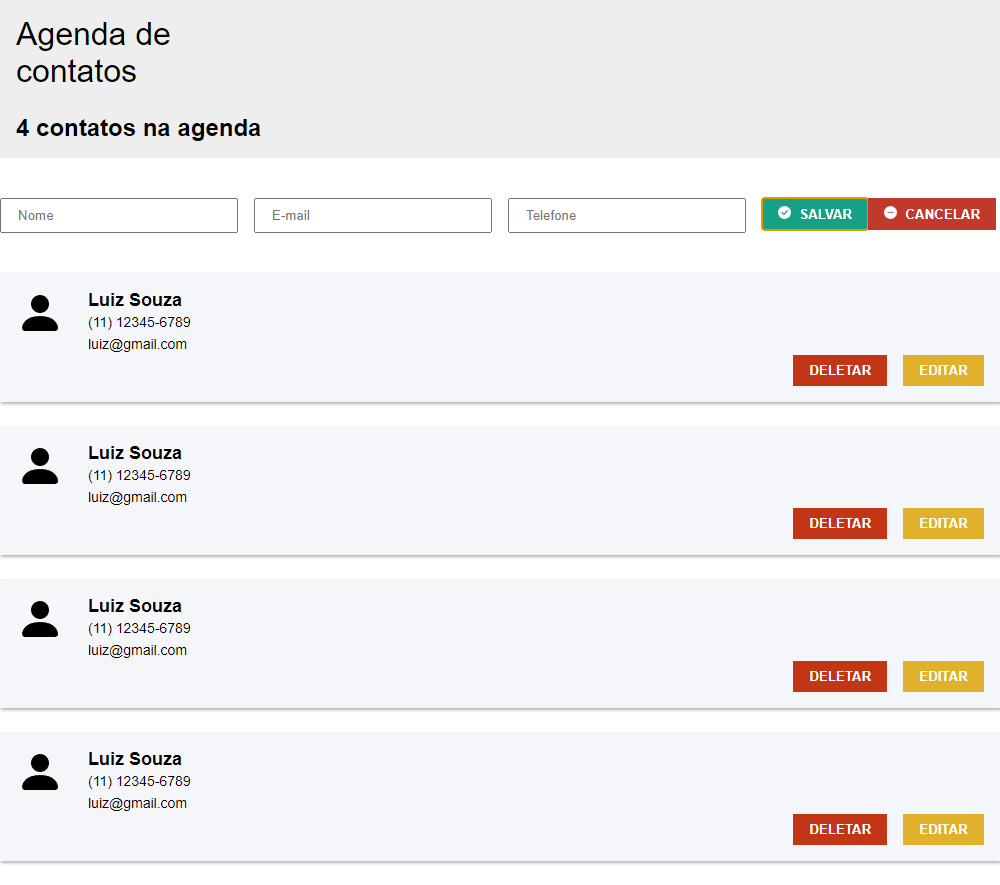 Agenda de
contatos
4 contatos na agenda
Nome E-mail Telefone SALVAR CANCELAR
Luiz Souza
(11) 12345-6789
luiz@gmail.com
DELETAR EDITAR
Luiz Souza
(11) 12345-6789
luiz@gmail.com
DELETAR EDITAR
Luiz Souza
(11) 12345-6789
luiz@gmail.com
DELETAR EDITAR
Luiz Souza
(11) 12345-6789
luiz@gmail.com
DELETAR EDITAR